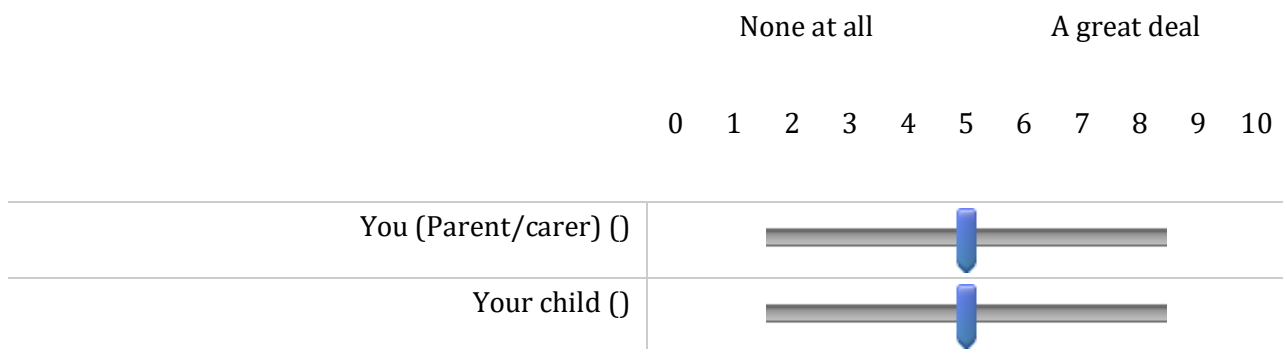 None at all A great deal
0 1 2 3 4 5 6 7 8 9 10
You (Parent/carer) ()
Your child ()